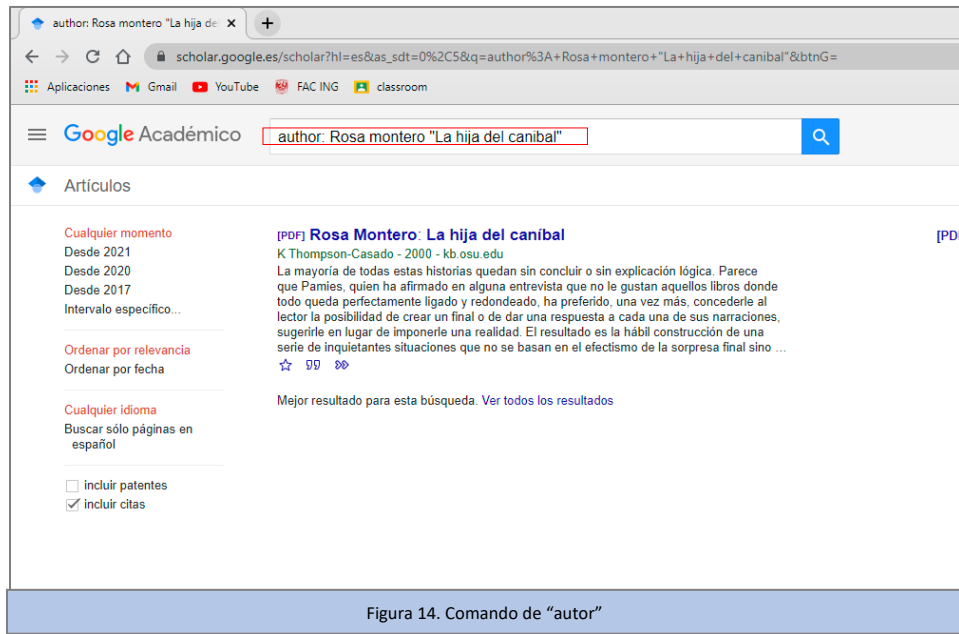 author: Rosa montero "La hija de
scholar.google.es/scholar?hl=es&as_sdt=0%2C5&q=author%3A+Rosa+montero+"La+hija+del+canibal"&btnG=
Aplicaciones Gmail YouTube FAC ING classroom
Google Académico
author: Rosa montero "La hija del canibal"
Artículos
Cualquier momento
Desde 2021
Desde 2020
Desde 2017
Intervalo específico...
Ordenar por relevancia
Ordenar por fecha
Cualquier idioma
Buscar sólo páginas en
español
incluir patentes
incluir citas
[PDF] Rosa Montero: La hija del caníbal
K Thompson-Casado - 2000 - kb.osu.edu
La mayoría de todas estas historias quedan sin concluir o sin explicación lógica. Parece
que Pamies, quien ha afirmado en alguna entrevista que no le gustan aquellos libros donde
todo queda perfectamente ligado y redondeado, ha preferido, una vez más, concederle al
lector la posibilidad de crear un final o de dar una respuesta a cada una de sus narraciones,
sugerirle en lugar de imponerle una realidad. El resultado es la hábil construcción de una
serie de inquietantes situaciones que no se basan en el efectismo de la sorpresa final sino ...
Mejor resultado para esta búsqueda. Ver todos los resultados
[PD
Figura 14. Comando de “autor”